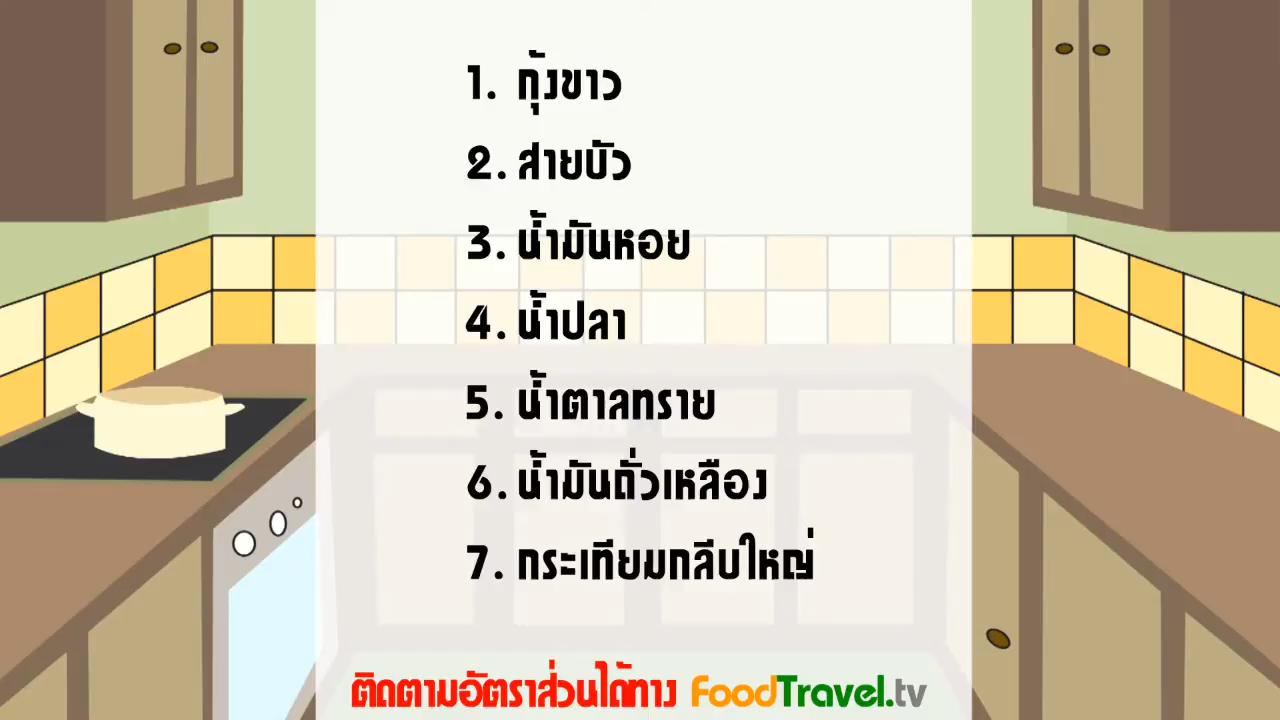 1. กุ้งขาว
2. สายบัว
3. น้ำมันหอย
4. น้ำปลา
5. น้ำตาลทราย
6. น้ำมันถั่วเหลือง
7. กระเทียมกลีบใหญ่
ติดตามอัตราส่วนได้ทาง FoodTravel.tv